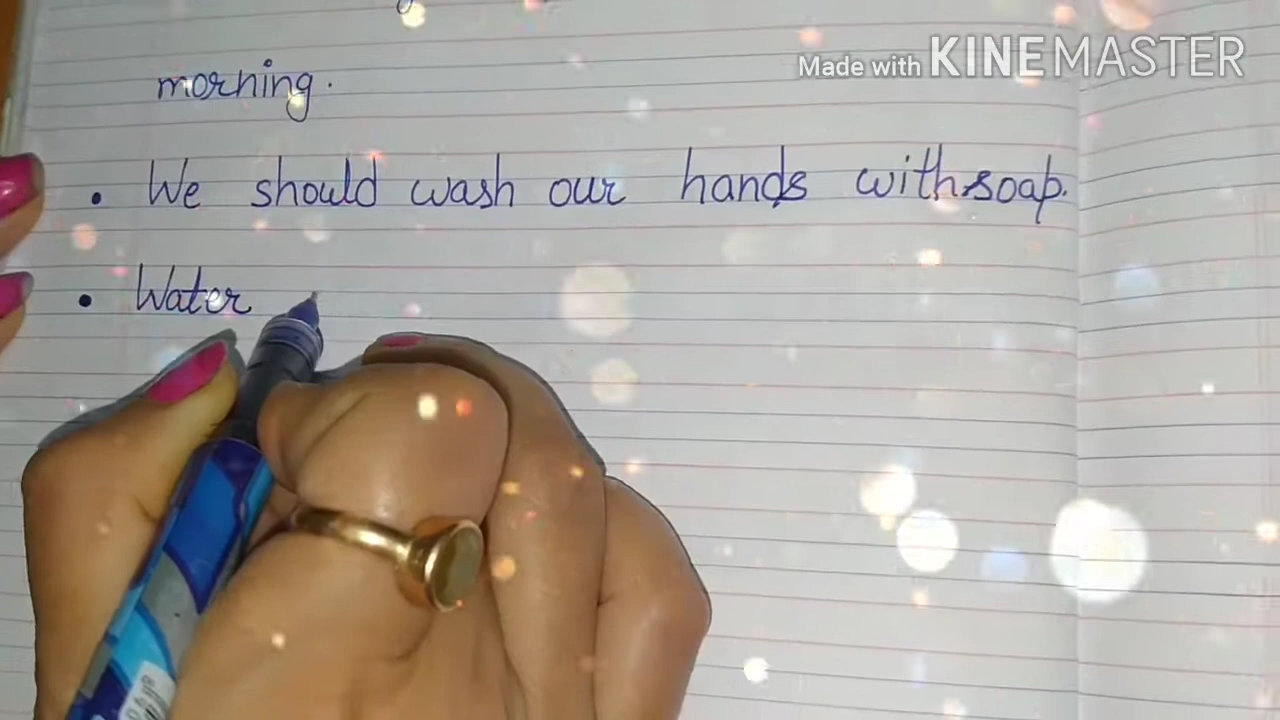 Made with KINEMASTER
morning.
• We should wash our hands with soap.
• Water